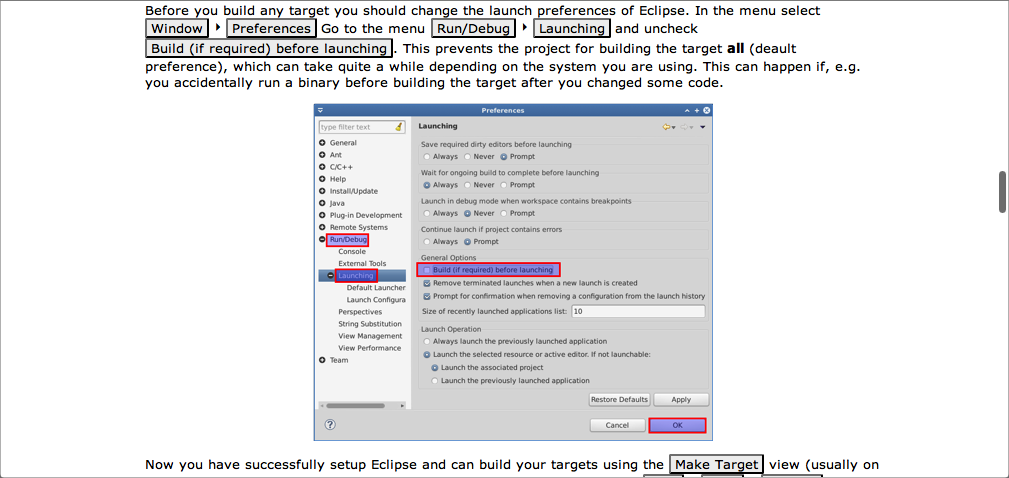 Before you build any target you should change the launch preferences of Eclipse. In the menu select
Window Preferences Go to the menu Run/Debug Launching and uncheck
Build (if required) before launching. This prevents the project for building the target all (deault
preference), which can take quite a while depending on the system you are using. This can happen if, e.g.
you accidentally run a binary before building the target after you changed some code.
Preferences
type filter text
General
Ant
C/C++
Help
Install/Update
Java
Plug-in Development
Remote Systems
Run/Debug
Console
External Tools
Launching
Default Launcher
Launch Configura
Perspectives
String Substitution
View Management
View Performance
Team
Launching
Save required dirty editors before launching
Always Never Prompt
Wait for ongoing build to complete before launching
Always Never Prompt
Launch in debug mode when workspace contains breakpoints
Always Never Prompt
Continue launch if project contains errors
Always Prompt
General Options
Build (if required) before launching
Remove terminated launches when a new launch is created
Prompt for confirmation when removing a configuration from the launch history
Size of recently launched applications list: 10
Launch Operation
Always launch the previously launched application
Launch the selected resource or active editor. If not launchable:
Launch the associated project
Launch the previously launched application
Restore Defaults Apply
? Cancel OK
Now you have successfully setup Eclipse and can build your targets using the Make Target view (usually on